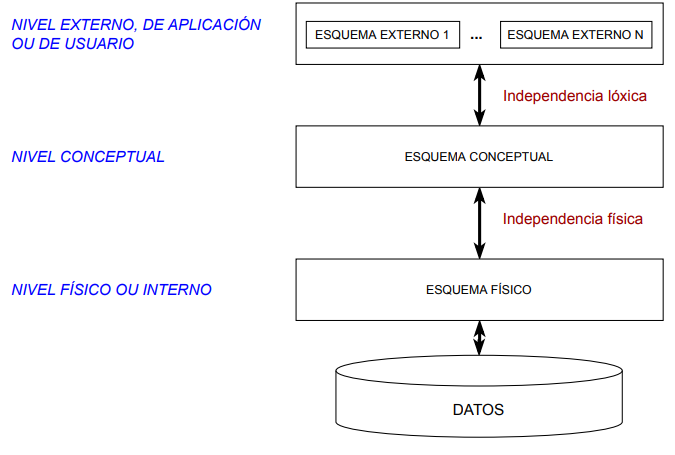 NIVEL EXTERNO, DE APLICACIÓN
OU DE USUARIO
ESQUEMA EXTERNO 1
...
ESQUEMA EXTERNO N
Independencia lóxica
NIVEL CONCEPTUAL
ESQUEMA CONCEPTUAL
Independencia física
NIVEL FÍSICO OU INTERNO
ESQUEMA FÍSICO
DATOS